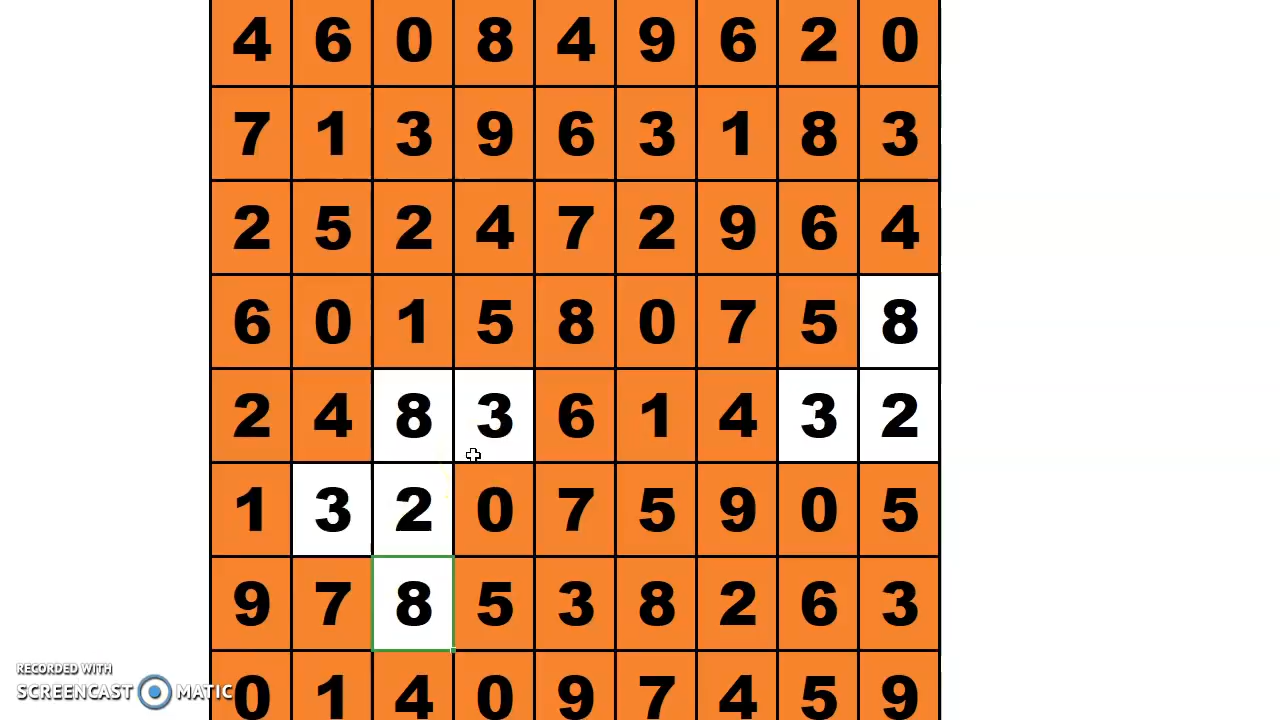 4 6 0 8 4 9 6 2 0
7 1 3 9 6 3 1 8 3
2 5 2 4 7 2 9 6 4
6 0 1 5 8 0 7 5 8
2 4 8 3 6 1 4 3 2
1 3 2 0 7 5 9 0 5
9 7 8 5 3 8 2 6 3
0 1 4 0 9 7 4 5 9
RECORDED WITH
SCREENCAST MATIC